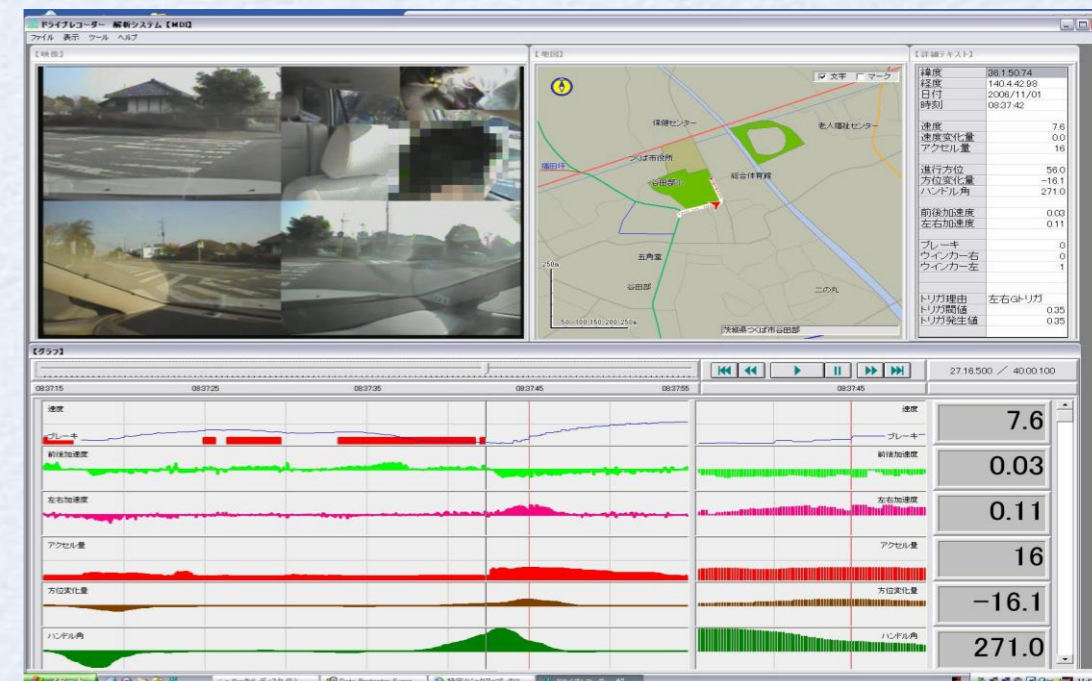 ドライブレコーダー 解析システム【MDI】
ファイル 表示 ツール ヘルプ
【映像】
【地図】
【詳細テキスト】
文字
マーク
保健センター
老人福祉センター
つくば市役所
福田坪
谷田部小
総合体育館
五角堂
谷田部
二の丸
250m
50 100 150 200 250m
茨城県つくば市谷田部
緯度 36.1.50.74
経度 140.4.42.98
日付 2006/11/01
時刻 08:37:42
速度 7.6
速度変化量 0.0
アクセル量 16
進行方位 56.0
方位変化量 -16.1
ハンドル角 271.0
前後加速度 0.03
左右加速度 0.11
ブレーキ 0
ウインカー右 0
ウインカー左 1
トリガ理由 左右Gトリガ
トリガ閾値 0.35
トリガ発生値 0.35
【グラフ】
27.16.500 / 40.00.100
08:37:15 08:37:25 08:37:35 08:37:45 08:37:55 08:37:45
速度 速度 7.6
ブレーキ ブレーキ
前後加速度 前後加速度 0.03
左右加速度 左右加速度 0.11
アクセル量 アクセル量 16
方位変化量 方位変化量 -16.1
ハンドル角 ハンドル角 271.0